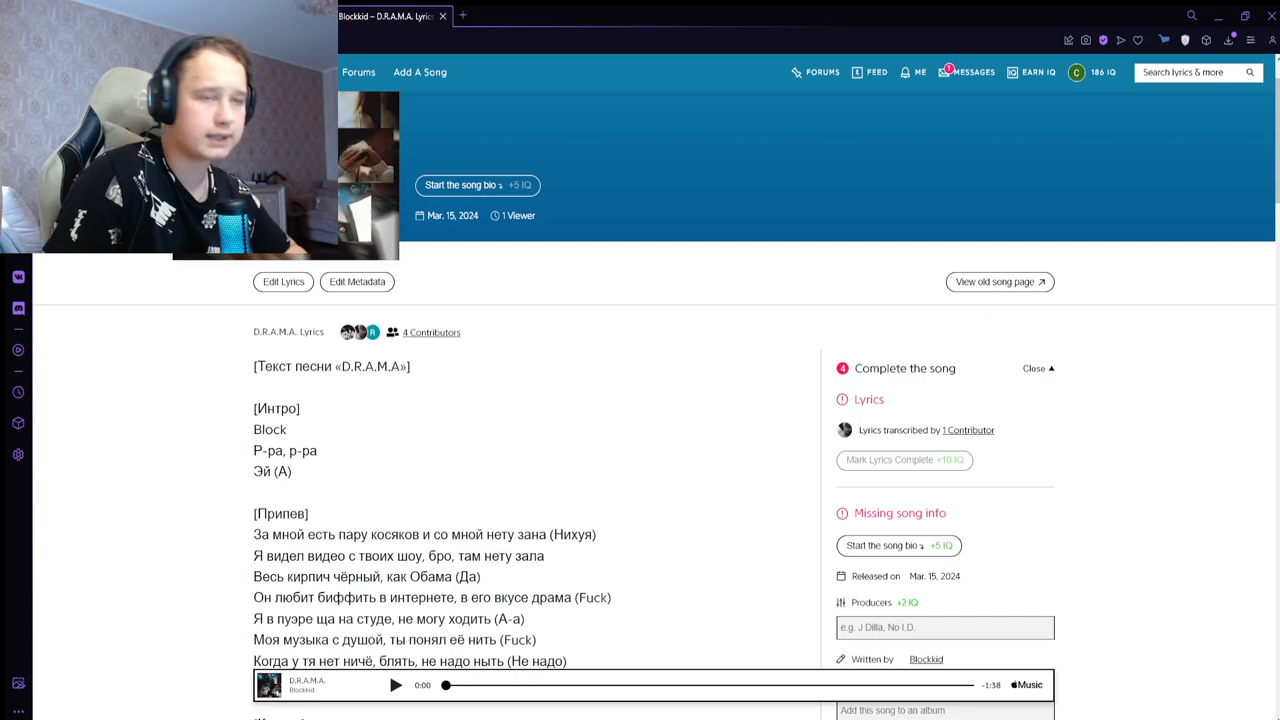 Blockkid – D.R.A.M.A. Lyrics
Forums
Add A Song
FORUMS
FEED
ME
1
MESSAGES
EARN IQ
C
186 IQ
Search lyrics & more
Start the song bio +5 IQ
Mar. 15, 2024
1 Viewer
Edit Lyrics
Edit Metadata
View old song page
D.R.A.M.A. Lyrics
R
4 Contributors
[Текст песни «D.R.A.M.A»]
[Интро]
Block
Р-ра, р-ра
Эй (А)
[Припев]
За мной есть пару косяков и со мной нету зана (Нихуя)
Я видел видео с твоих шоу, бро, там нету зала
Весь кирпич чёрный, как Обама (Да)
Он любит биффить в интернете, в его вкусе драма (Fuck)
Я в пуэре ща на студе, не могу ходить (А-а)
Моя музыка с душой, ты понял её нить (Fuck)
Когда у тя нет ничё, блять, не надо ныть (Не надо)
4 Complete the song
Close
Lyrics
Lyrics transcribed by 1 Contributor
Mark Lyrics Complete +10 IQ
Missing song info
Start the song bio +5 IQ
Released on Mar. 15, 2024
Producers +2 IQ
e.g. J Dilla, No I.D.
Written by Blockkid
Add this song to an album
D.R.A.M.A.
Blockkid
0:00
-1:38
Music